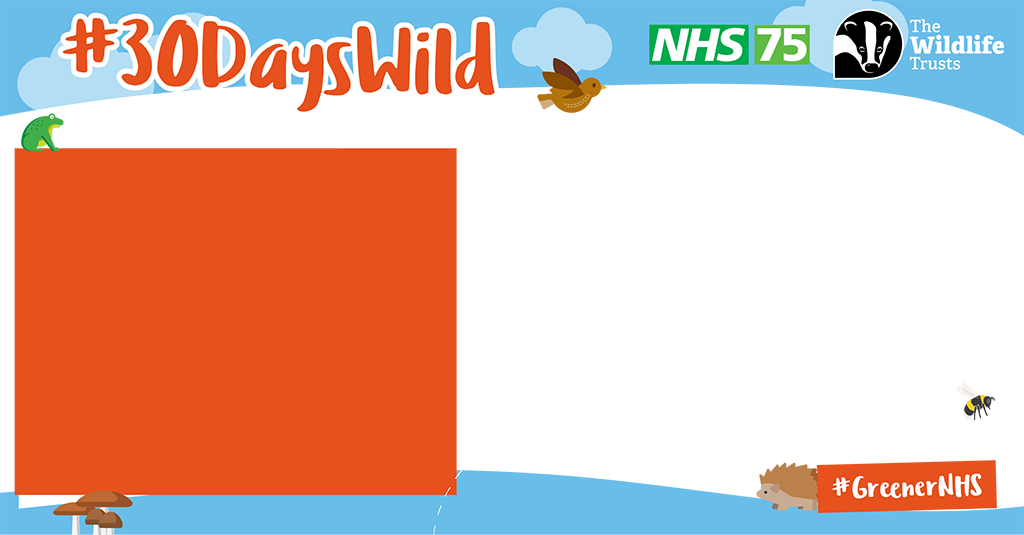 #30DaysWild
NHS 75
The
Wildlife
Trusts
#GreenerNHS